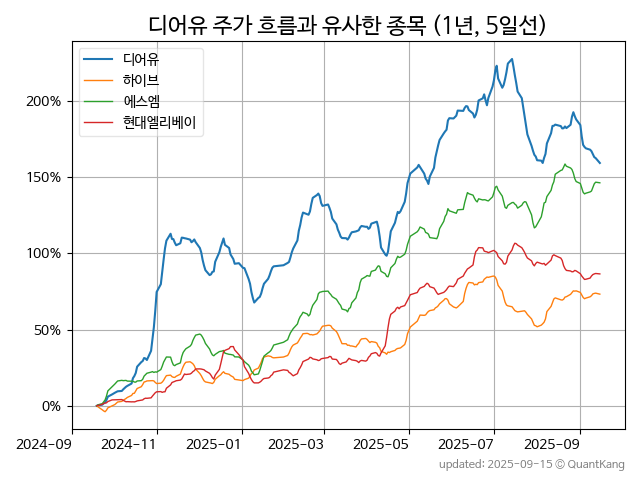 디어유 주가 흐름과 유사한 종목 (1년, 5일선)
디어유
하이브
에스엠
현대엘리베이
200%
150%
100%
50%
0%
2024-09 2024-11 2025-01 2025-03 2025-05 2025-07 2025-09
updated: 2025-09-15 © QuantKang